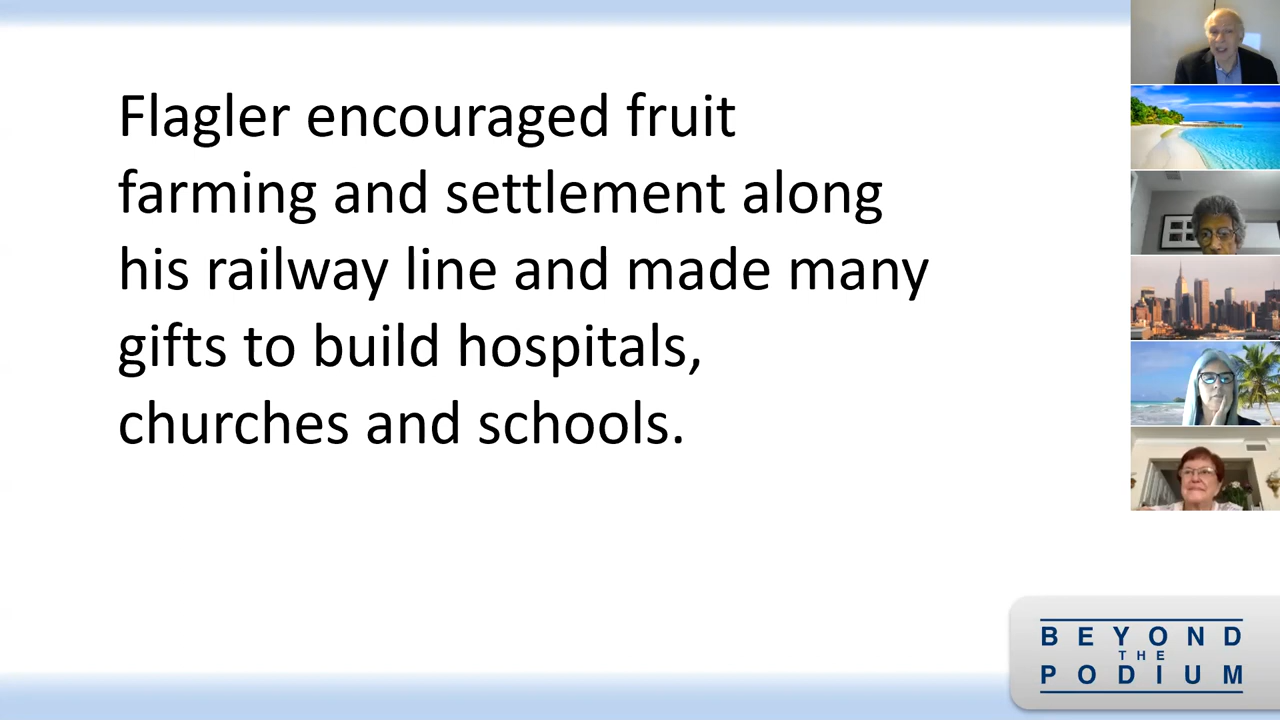 Flagler encouraged fruit
farming and settlement along
his railway line and made many
gifts to build hospitals,
churches and schools.
BEYOND
THE
PODIUM